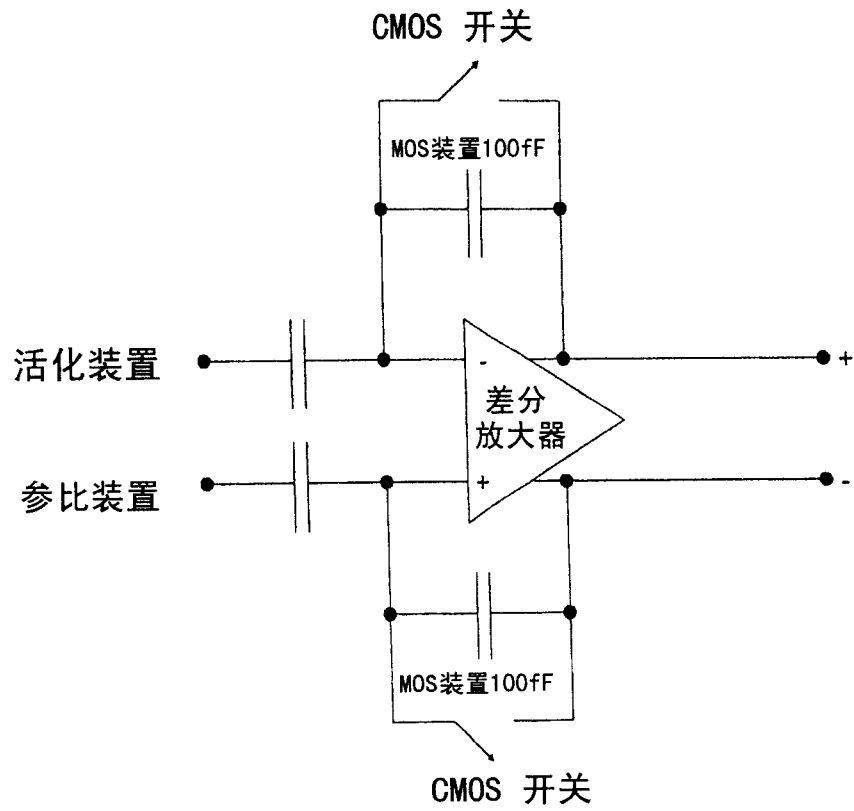 CMOS 开关
MOS装置100fF
活化装置
-
+
差分
放大器
参比装置
+
-
MOS装置100fF
CMOS 开关